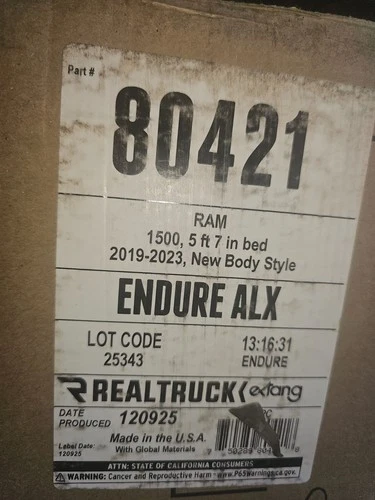 Part #
80421
RAM
1500, 5 ft 7 in bed
2019-2023, New Body Style
ENDURE ALX
LOT CODE 13:16:31
25343 ENDURE
REALTRUCK extang
DATE PRODUCED 120925
Made in the U.S.A.
Label Date: With Global Materials
120925
ATTN: STATE OF CALIFORNIA CONSUMERS
WARNING: Cancer and Reproductive Harm - www.P65Warnings.ca.gov.